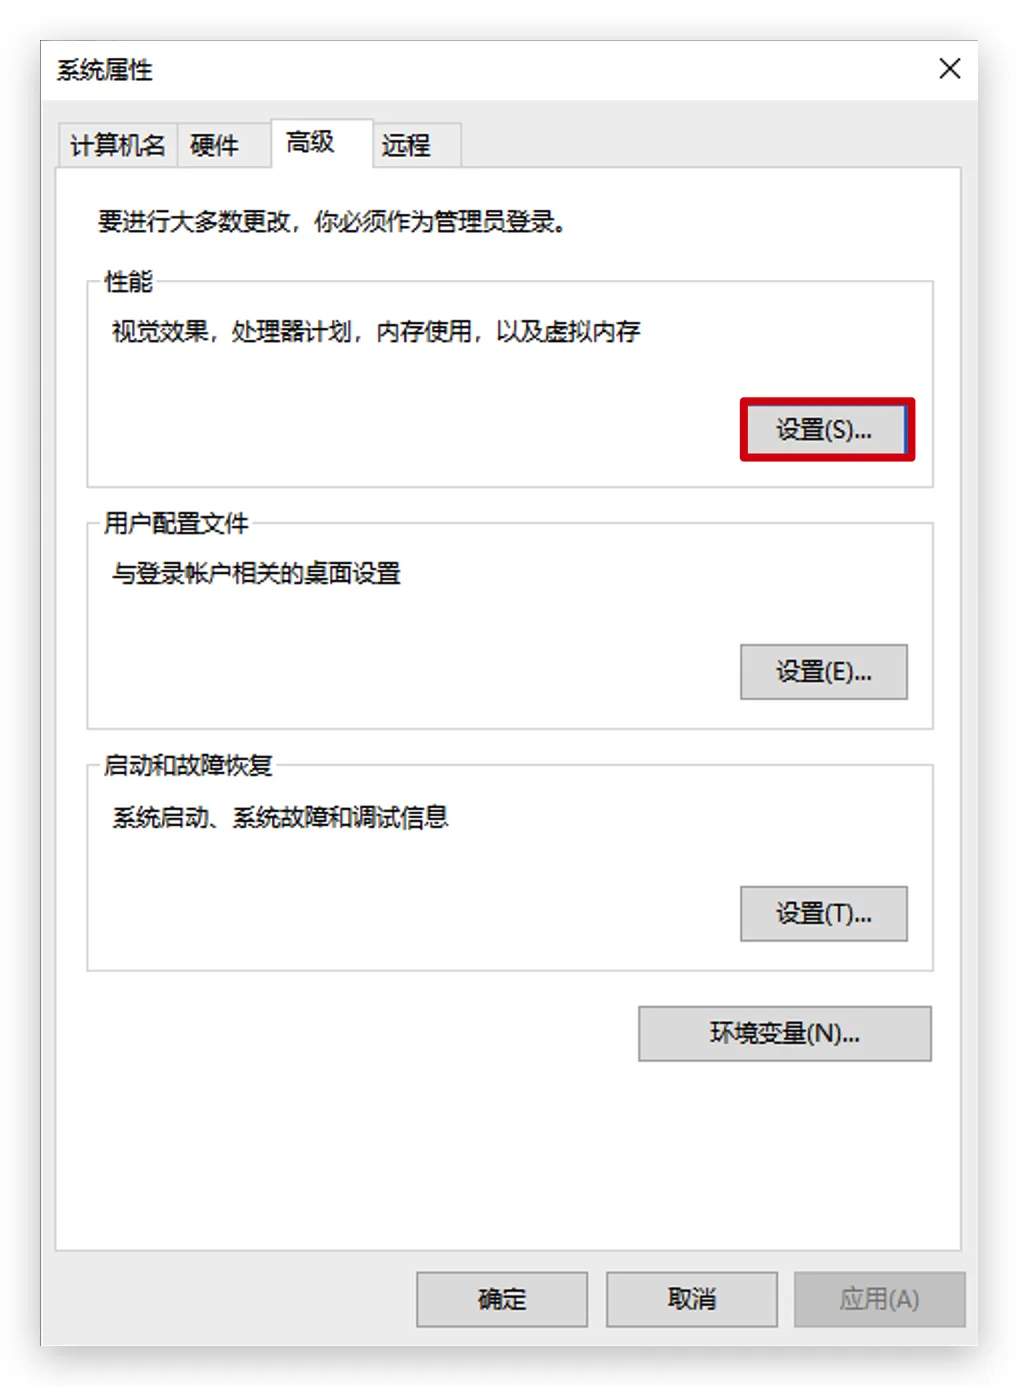 系统属性
计算机名 硬件 高级 远程
要进行大多数更改，你必须作为管理员登录。
性能
视觉效果，处理器计划，内存使用，以及虚拟内存
设置(S)...
用户配置文件
与登录帐户相关的桌面设置
设置(E)...
启动和故障恢复
系统启动、系统故障和调试信息
设置(T)...
环境变量(N)...
确定 取消 应用(A)